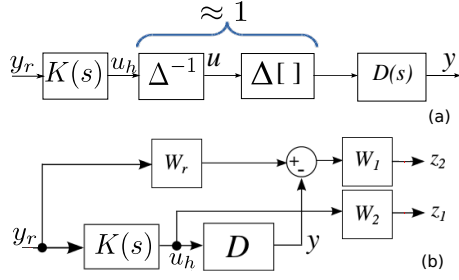 ≈ 1
y_r K(s) u_h Δ⁻¹ u Δ[ ] D(s) y
(a)
W_r + - W_1 z_2
W_2 z_1
y_r K(s) u_h D y
(b)